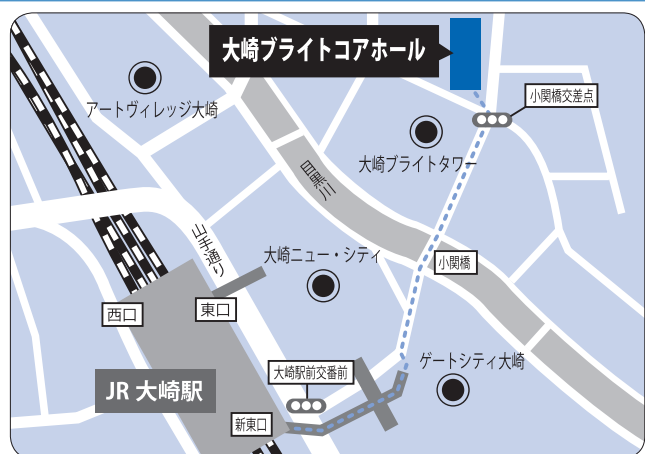 大崎ブライトコアホール
小関橋交差点
アートヴィレッジ大崎
大崎ブライトタワー
目黒川
山手通り
大崎ニュー・シティ
小関橋
東口
西口
ゲートシティ大崎
大崎駅前交番前
JR 大崎駅
新東口